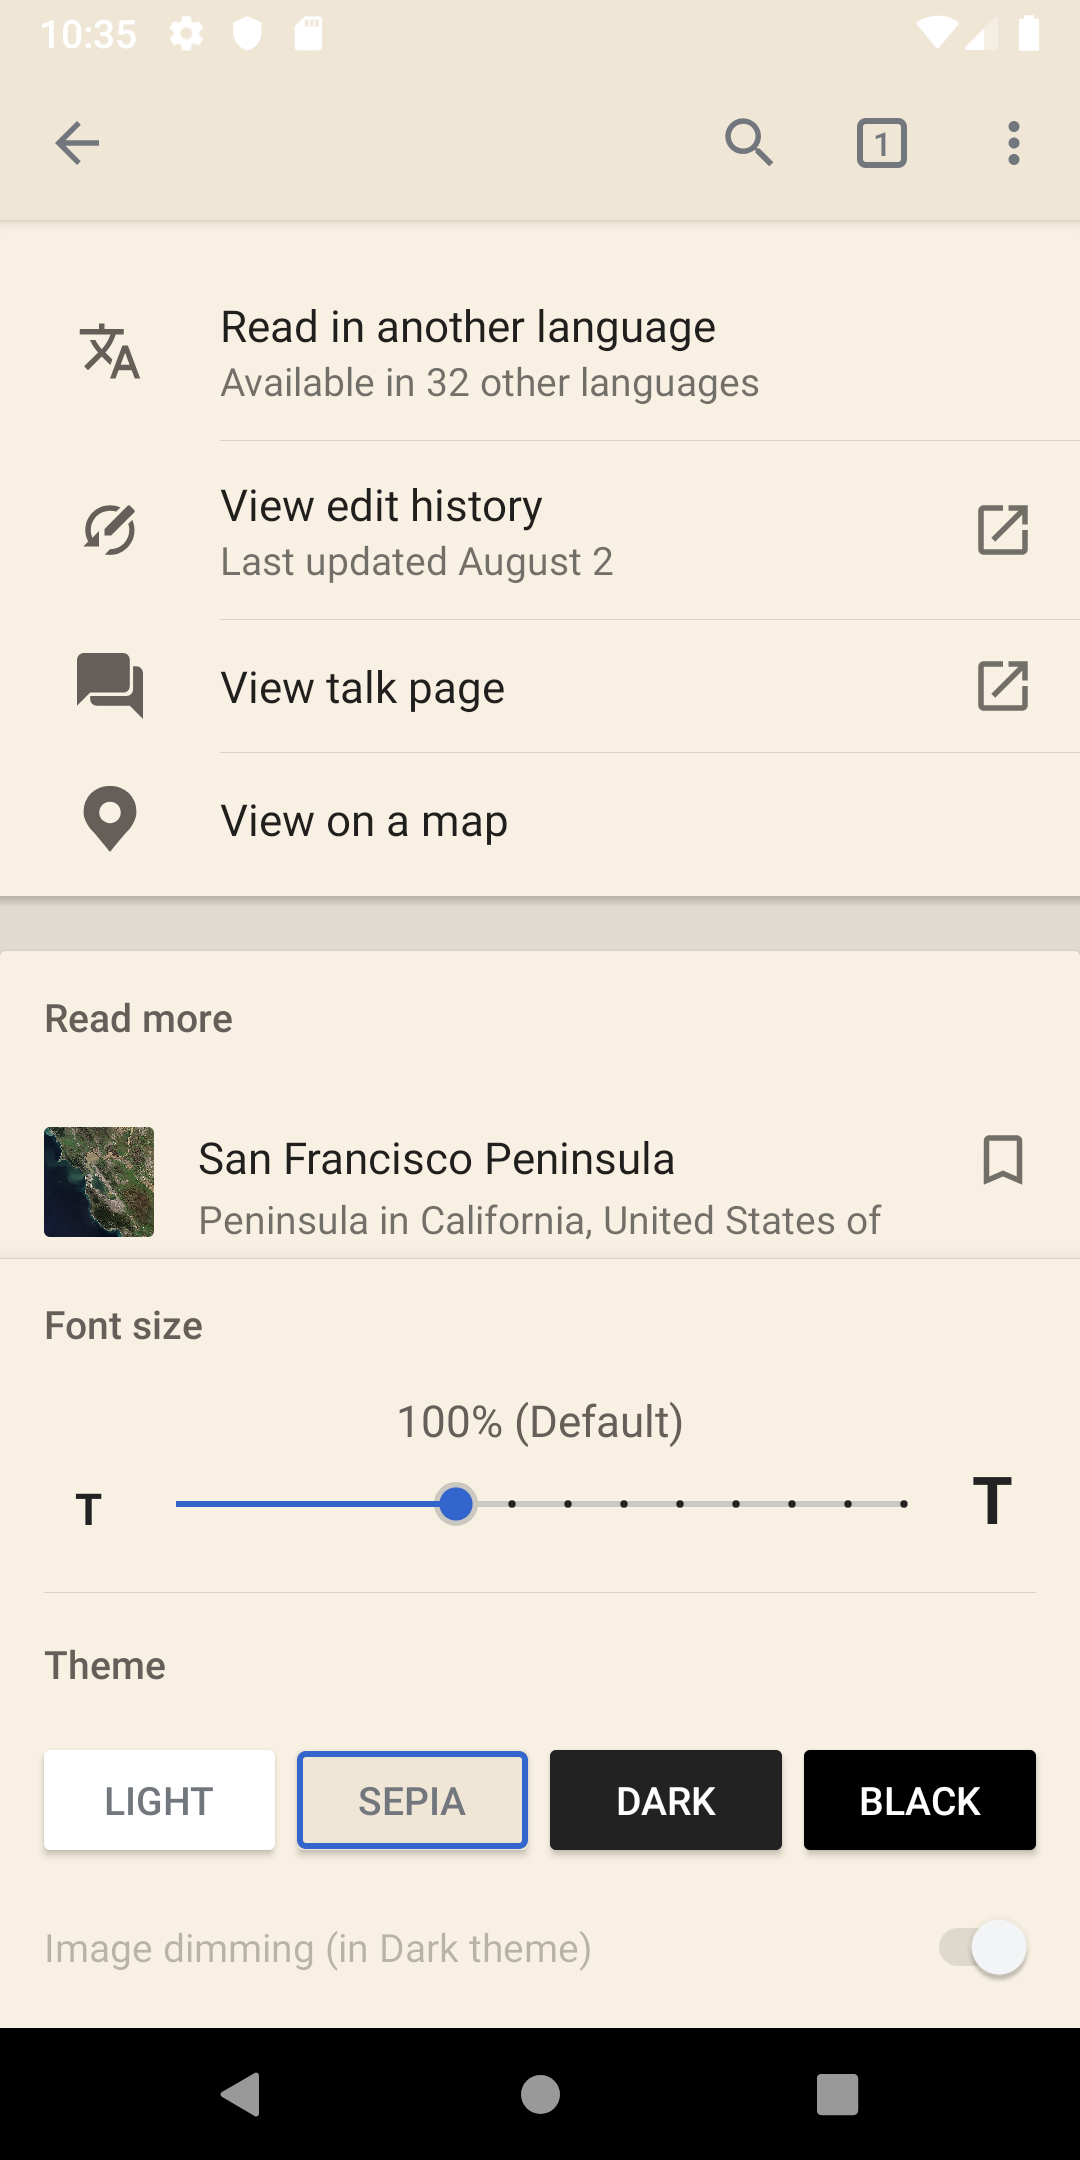 10:35
1
Read in another language
Available in 32 other languages
View edit history
Last updated August 2
View talk page
View on a map
Read more
San Francisco Peninsula
Peninsula in California, United States of
Font size
100% (Default)
T T
Theme
LIGHT SEPIA DARK BLACK
Image dimming (in Dark theme)